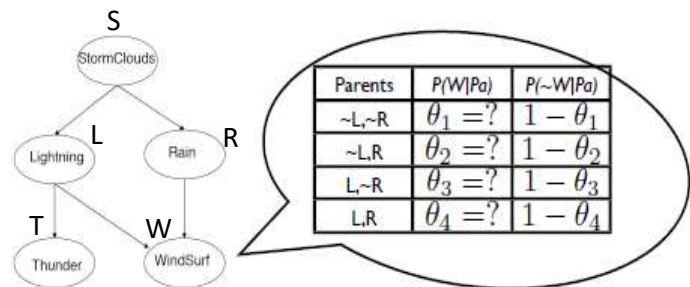 S
StormClouds
L
R
Lightning
Rain
T
W
Thunder
WindSurf
Parents P(W|Pa) P(~W|Pa)
~L,~R θ₁ =? 1 − θ₁
~L,R θ₂ =? 1 − θ₂
L,~R θ₃ =? 1 − θ₃
L,R θ₄ =? 1 − θ₄